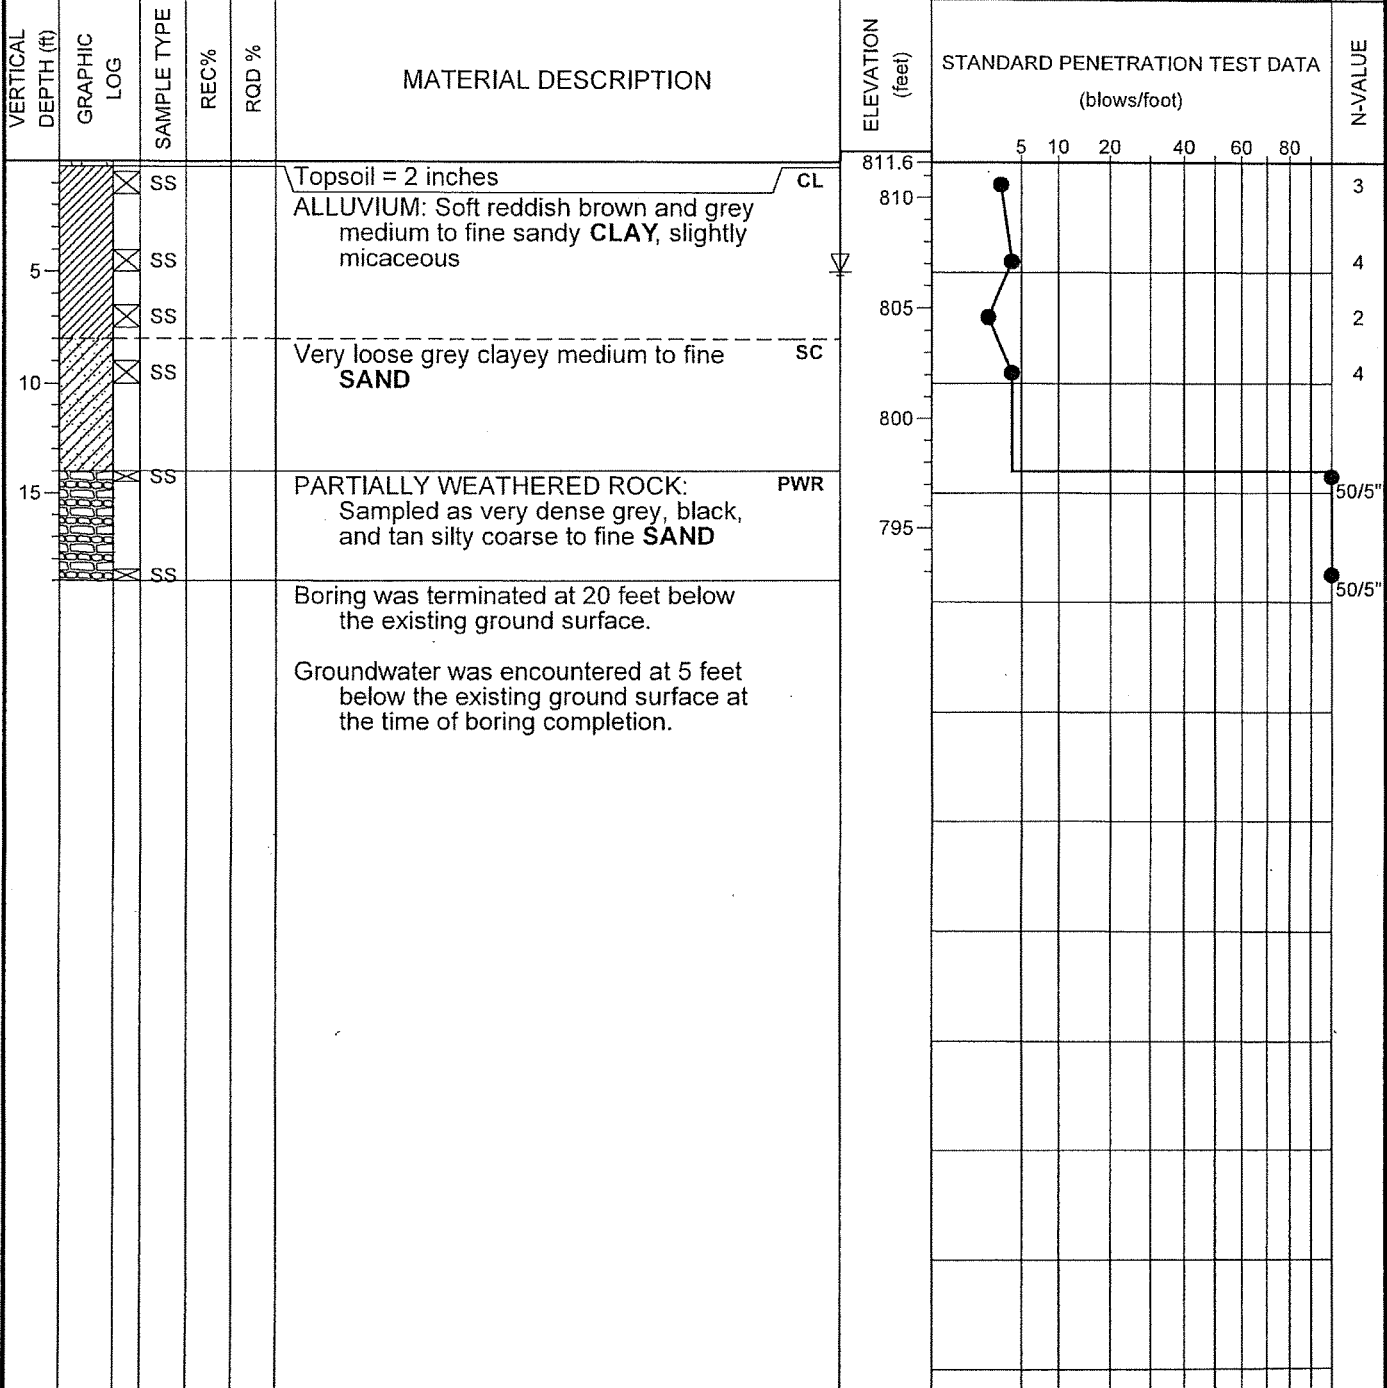 VERTICAL
DEPTH (ft)
GRAPHIC
LOG
SAMPLE TYPE
REC%
RQD %
MATERIAL DESCRIPTION
ELEVATION
(feet)
STANDARD PENETRATION TEST DATA
(blows/foot)
N-VALUE
5 10 20 40 60 80
811.6
SS
Topsoil = 2 inches
CL
810
3
ALLUVIUM: Soft reddish brown and grey
medium to fine sandy CLAY, slightly
micaceous
5
SS
4
SS
805
2
Very loose grey clayey medium to fine
SAND
SC
10
SS
4
800
SS
15
PARTIALLY WEATHERED ROCK:
Sampled as very dense grey, black,
and tan silty coarse to fine SAND
PWR
50/5"
795
SS
50/5"
Boring was terminated at 20 feet below
the existing ground surface.
Groundwater was encountered at 5 feet
below the existing ground surface at
the time of boring completion.